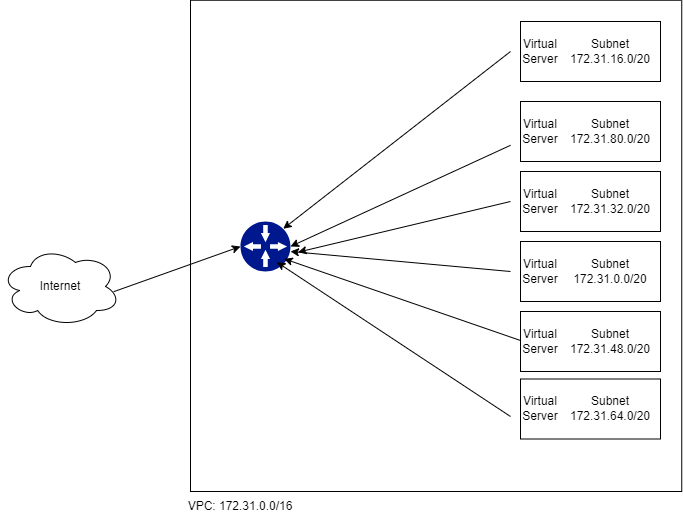 Virtual Subnet
Server 172.31.16.0/20
Virtual Subnet
Server 172.31.80.0/20
Virtual Subnet
Server 172.31.32.0/20
Virtual Subnet
Server 172.31.0.0/20
Internet
Virtual Subnet
Server 172.31.48.0/20
Virtual Subnet
Server 172.31.64.0/20
VPC: 172.31.0.0/16